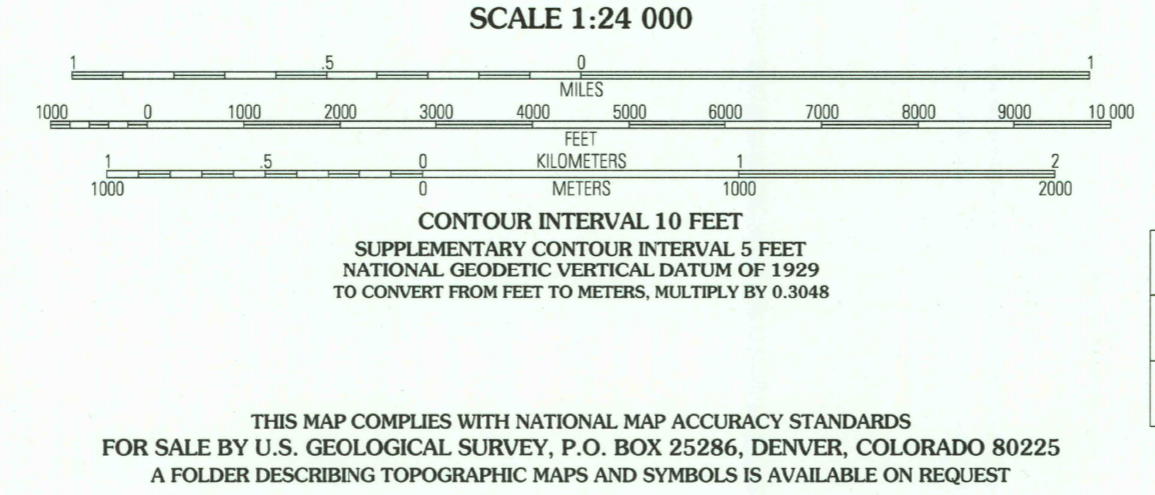 SCALE 1:24 000
1 .5 0 1
MILES
1000 0 1000 2000 3000 4000 5000 6000 7000 8000 9000 10 000
FEET
1 .5 0 KILOMETERS 1 2
1000 0 METERS 1000 2000
CONTOUR INTERVAL 10 FEET
SUPPLEMENTARY CONTOUR INTERVAL 5 FEET
NATIONAL GEODETIC VERTICAL DATUM OF 1929
TO CONVERT FROM FEET TO METERS, MULTIPLY BY 0.3048
THIS MAP COMPLIES WITH NATIONAL MAP ACCURACY STANDARDS
FOR SALE BY U.S. GEOLOGICAL SURVEY, P.O. BOX 25286, DENVER, COLORADO 80225
A FOLDER DESCRIBING TOPOGRAPHIC MAPS AND SYMBOLS IS AVAILABLE ON REQUEST